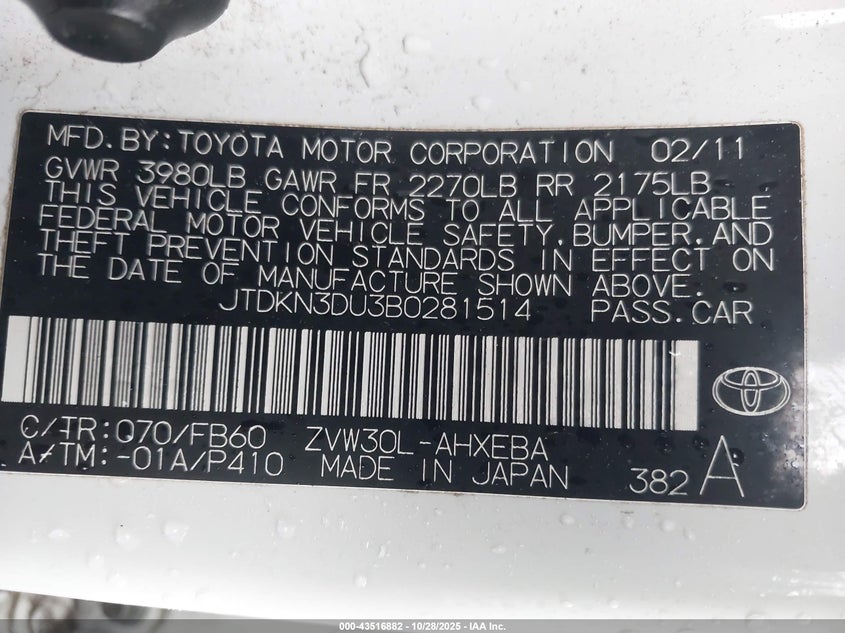 MFD.BY:TOYOTA MOTOR CORPORATION 02/11
GVWR 3980LB GAWR FR 2270LB RR 2175LB
THIS VEHICLE CONFORMS TO ALL APPLICABLE
FEDERAL MOTOR VEHICLE SAFETY,BUMPER,AND
THEFT PREVENTION STANDARDS IN EFFECT ON
THE DATE OF MANUFACTURE SHOWN ABOVE.
JTDKN3DU3B0281514 PASS.CAR
C/TR:Q70/FB60 ZVW30L-AHXEBA
A/TM:-01A/P410 MADE IN JAPAN 382 A
000-43516882 | 10/28/2025 - IAA Inc.